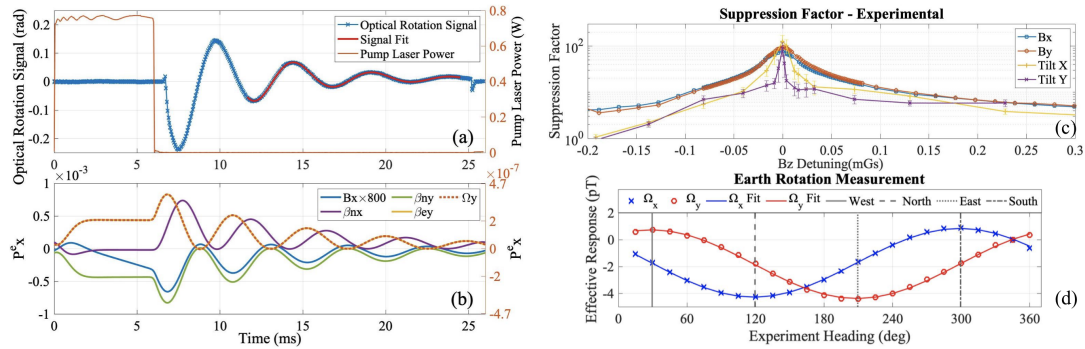 Optical Rotation Signal (rad)
0.2
0.1
0
-0.1
-0.2
0
5
10
15
20
25
Optical Rotation Signal
Signal Fit
Pump Laser Power
0.8
0.6
0.4
0.2
0
Pump Laser Power (W)
(a)
×10⁻³
1
0.5
0
-0.5
-1
PᵉX
Bx×800
βny
Ωy
βnx
βey
×10⁻⁷
4.7
2
0
-2
-4.7
PᵉX
(b)
0
5
10
15
20
25
Time (ms)
Suppression Factor - Experimental
Suppression Factor
10²
10⁰
Bx
By
Tilt X
Tilt Y
(c)
-0.2
-0.15
-0.1
-0.05
0
0.05
0.1
0.15
0.2
0.25
0.3
Bz Detuning(mGs)
Earth Rotation Measurement
Effective Response (pT)
2
0
-2
-4
Ωx
Ωy
Ωx Fit
Ωy Fit
West
North
East
South
(d)
0
60
120
180
240
300
360
Experiment Heading (deg)